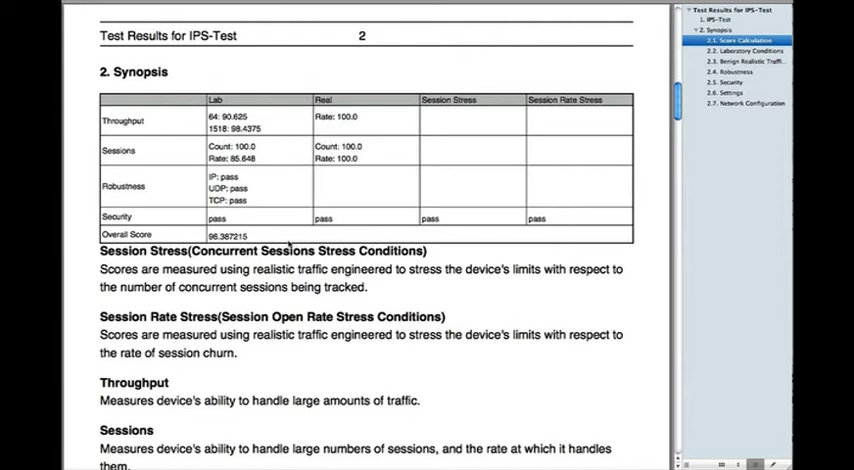 Test Results for IPS-Test 2
2. Synopsis
Lab Real Session Stress Session Rate Stress
Throughput 64: 90.625 Rate: 100.0
1518: 98.4375
Sessions Count: 100.0 Count: 100.0
Rate: 85.648 Rate: 100.0
Robustness IP: pass
UDP: pass
TCP: pass
Security pass pass pass pass
Overall Score 96.387215
Session Stress(Concurrent Sessions Stress Conditions)
Scores are measured using realistic traffic engineered to stress the device's limits with respect to
the number of concurrent sessions being tracked.
Session Rate Stress(Session Open Rate Stress Conditions)
Scores are measured using realistic traffic engineered to stress the device's limits with respect to
the rate of session churn.
Throughput
Measures device's ability to handle large amounts of traffic.
Sessions
Measures device's ability to handle large numbers of sessions, and the rate at which it handles
them.
Test Results for IPS-Test
1. IPS-Test
2. Synopsis
2.1. Score Calculation
2.2. Laboratory Conditions
2.3. Benign Realistic Traffi...
2.4. Robustness
2.5. Security
2.6. Settings
2.7. Network Configuration